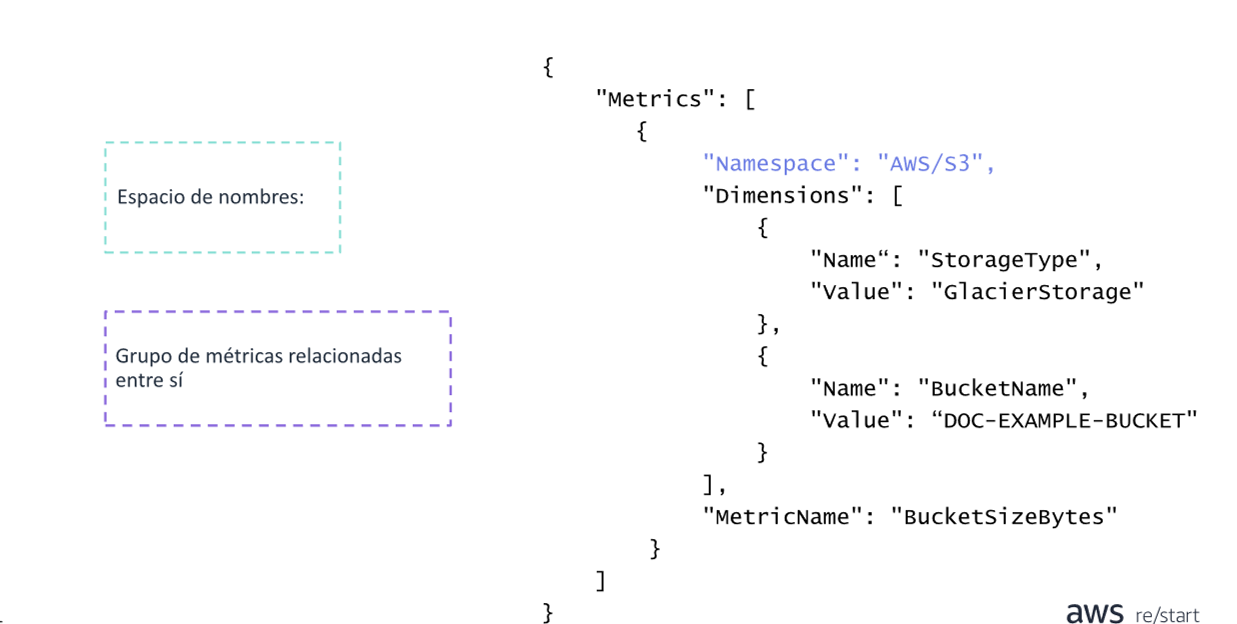 Espacio de nombres:
Grupo de métricas relacionadas
entre sí
{
"Metrics": [
{
"Namespace": "AWS/S3",
"Dimensions": [
{
"Name“: "StorageType",
"Value": "GlacierStorage"
},
{
"Name": "BucketName",
"Value": “DOC-EXAMPLE-BUCKET"
}
],
"MetricName": "BucketSizeBytes"
}
]
}
aws re/start